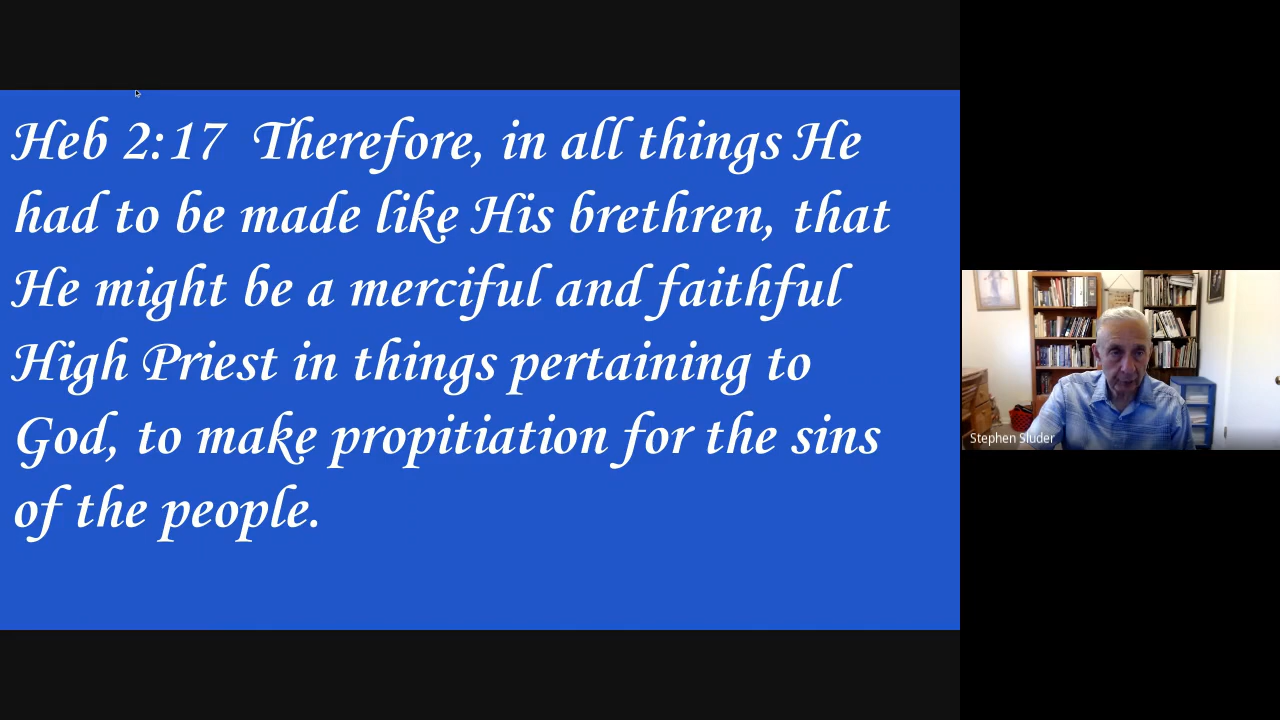 Heb 2:17 Therefore, in all things He
had to be made like His brethren, that
He might be a merciful and faithful
High Priest in things pertaining to
God, to make propitiation for the sins
of the people.
Stephen Sluder